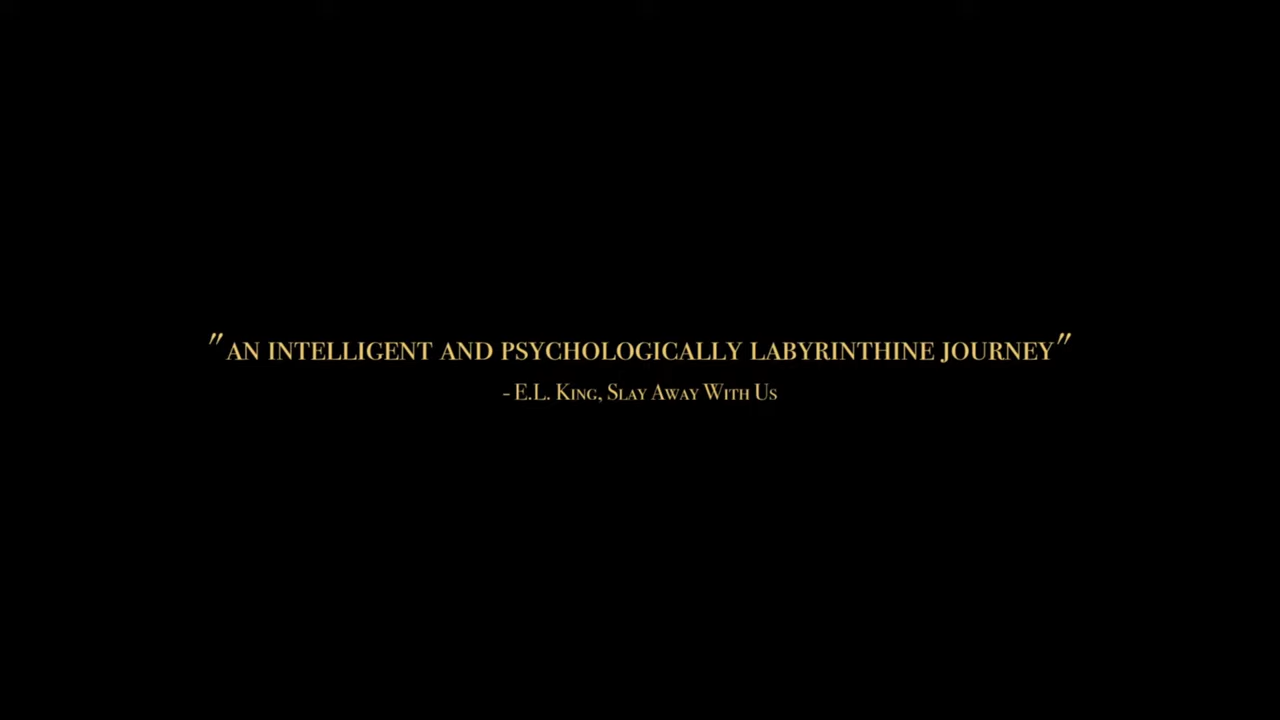 "AN INTELLIGENT AND PSYCHOLOGICALLY LABYRINTHINE JOURNEY"
- E.L. King, Slay Away With Us